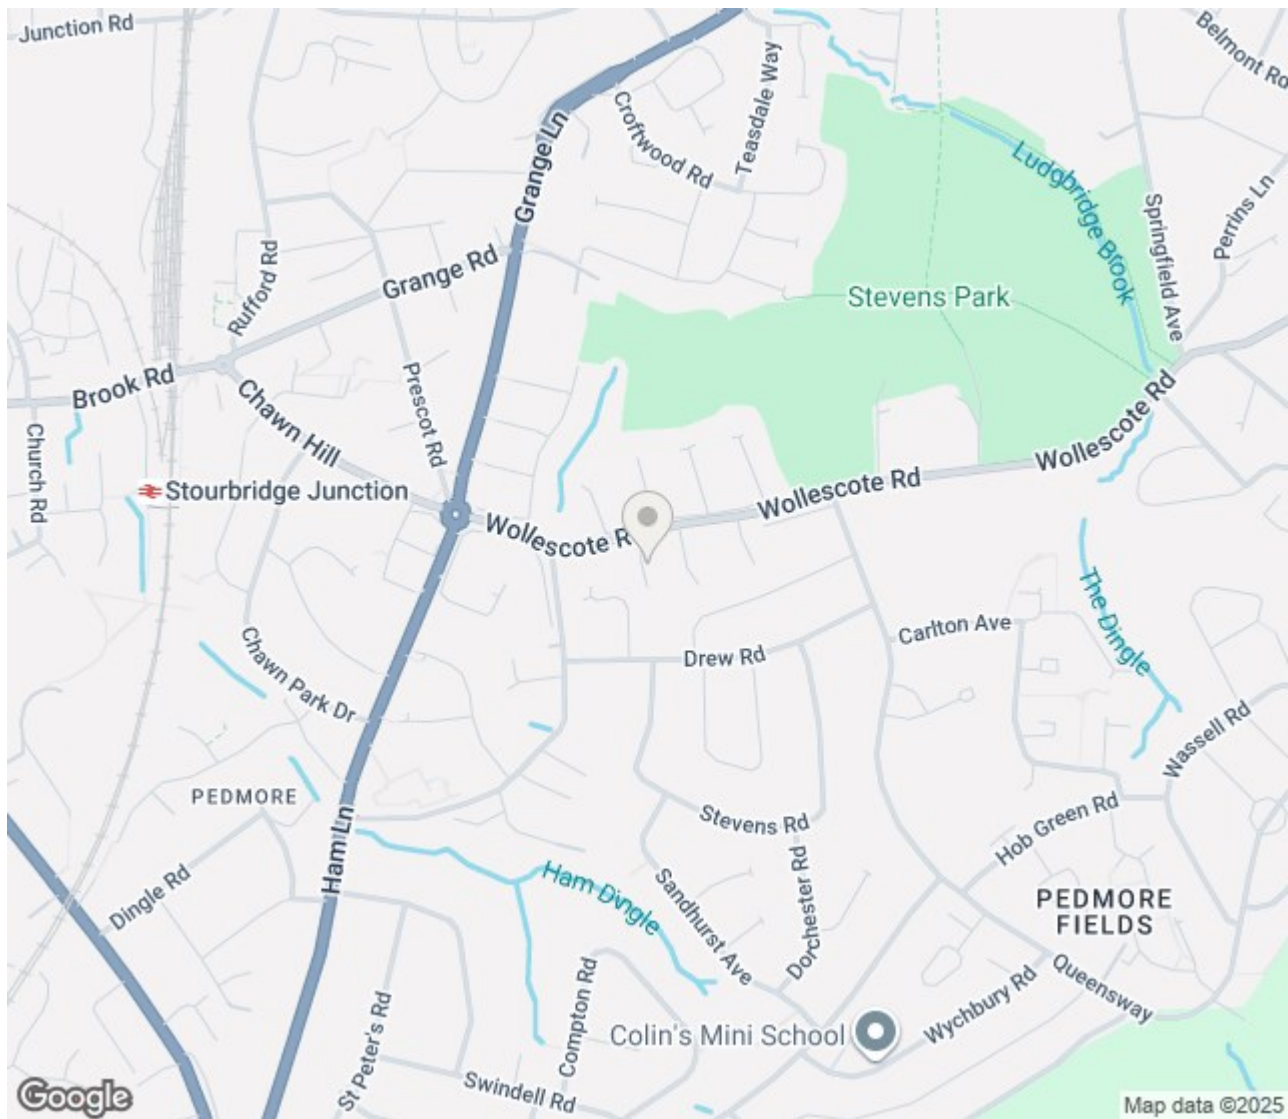 Junction Rd
Belmont Rd
Teasdale Way
Croftwood Rd
Grange Ln
Ludgbridge Brook
Springfield Ave
Perrins Ln
Rufford Rd
Grange Rd
Stevens Park
Brook Rd
Prescot Rd
Chawn Hill
Wollescote Rd
Church Rd
Stourbridge Junction
Wollescote Rd
Wollescote R
The Dingle
Carlton Ave
Drew Rd
Chawn Park Dr
Wassell Rd
PEDMORE
Stevens Rd
Hob Green Rd
Ham Ln
Dingle Rd
Ham Dingle
Sandhurst Ave
Dorchester Rd
PEDMORE
FIELDS
Compton Rd
Queensway
Wychbury Rd
St Peter's Rd
Colin's Mini School
Swindell Rd
Google
Map data ©2025